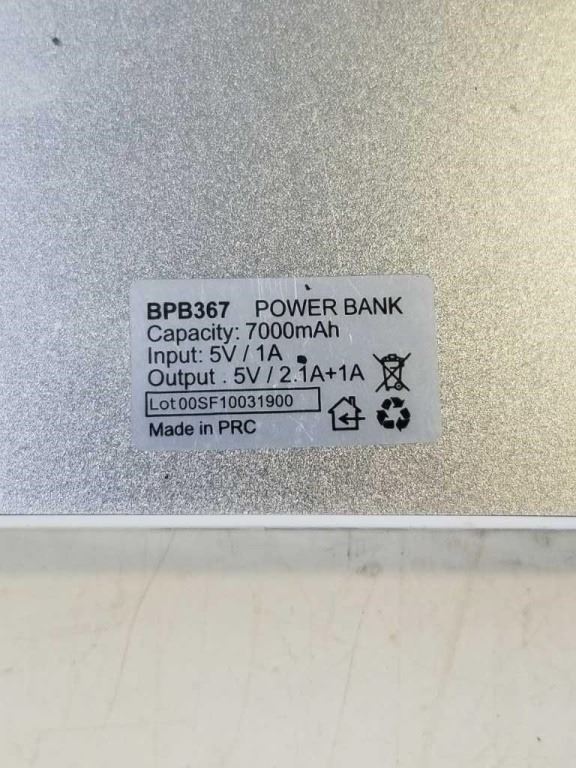 BPB367 POWER BANK
Capacity: 7000mAh
Input: 5V / 1A
Output . 5V / 2.1A+1A
Lot 00SF10031900
Made in PRC